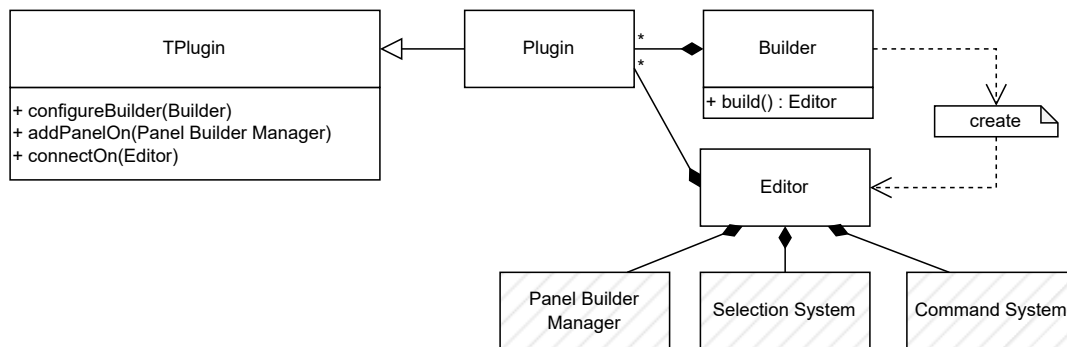 TPlugin
+ configureBuilder(Builder)
+ addPanelOn(Panel Builder Manager)
+ connectOn(Editor)
Plugin
*
*
Builder
+ build() : Editor
create
Editor
Panel Builder
Manager
Selection System
Command System